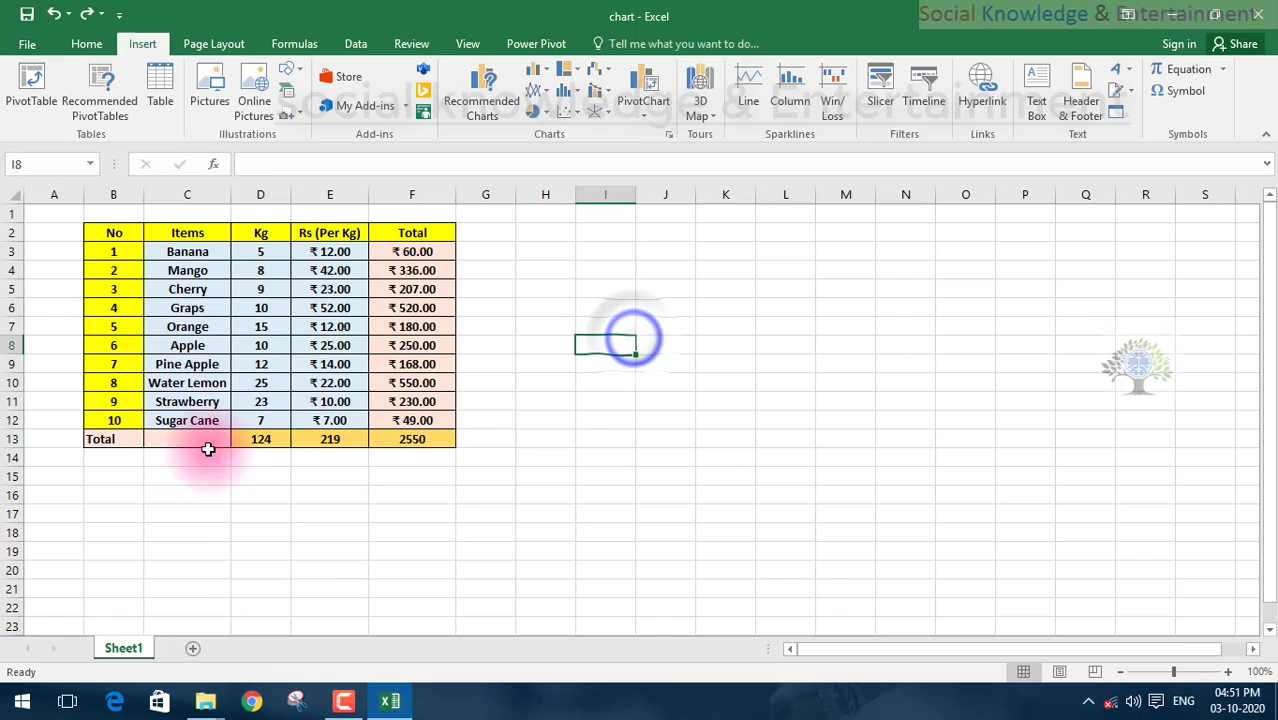 chart - Excel
Social Knowledge & Entertainment
File Home Insert Page Layout Formulas Data Review View Power Pivot Tell me what you want to do... Sign in Share
PivotTable Recommended PivotTables Table Pictures Online Pictures Store My Add-ins Recommended Charts PivotChart 3D Map Line Column Win/Loss Slicer Timeline Hyperlink Text Box Header & Footer Equation Symbol
Social knowledge & Entertainment
Tables Illustrations Add-ins Charts Tours Sparklines Filters Links Text Symbols
I8 fx
A B C D E F G H I J K L M N O P Q R S
1
2 No Items Kg Rs (Per Kg) Total
3 1 Banana 5 ₹ 12.00 ₹ 60.00
4 2 Mango 8 ₹ 42.00 ₹ 336.00
5 3 Cherry 9 ₹ 23.00 ₹ 207.00
6 4 Graps 10 ₹ 52.00 ₹ 520.00
7 5 Orange 15 ₹ 12.00 ₹ 180.00
8 6 Apple 10 ₹ 25.00 ₹ 250.00
9 7 Pine Apple 12 ₹ 14.00 ₹ 168.00
10 8 Water Lemon 25 ₹ 22.00 ₹ 550.00
11 9 Strawberry 23 ₹ 10.00 ₹ 230.00
12 10 Sugar Cane 7 ₹ 7.00 ₹ 49.00
13 Total 124 219 2550
14
15
16
17
18
19
20
21
22
23
Sheet1
Ready 100%
ENG 04:51 PM
03-10-2020